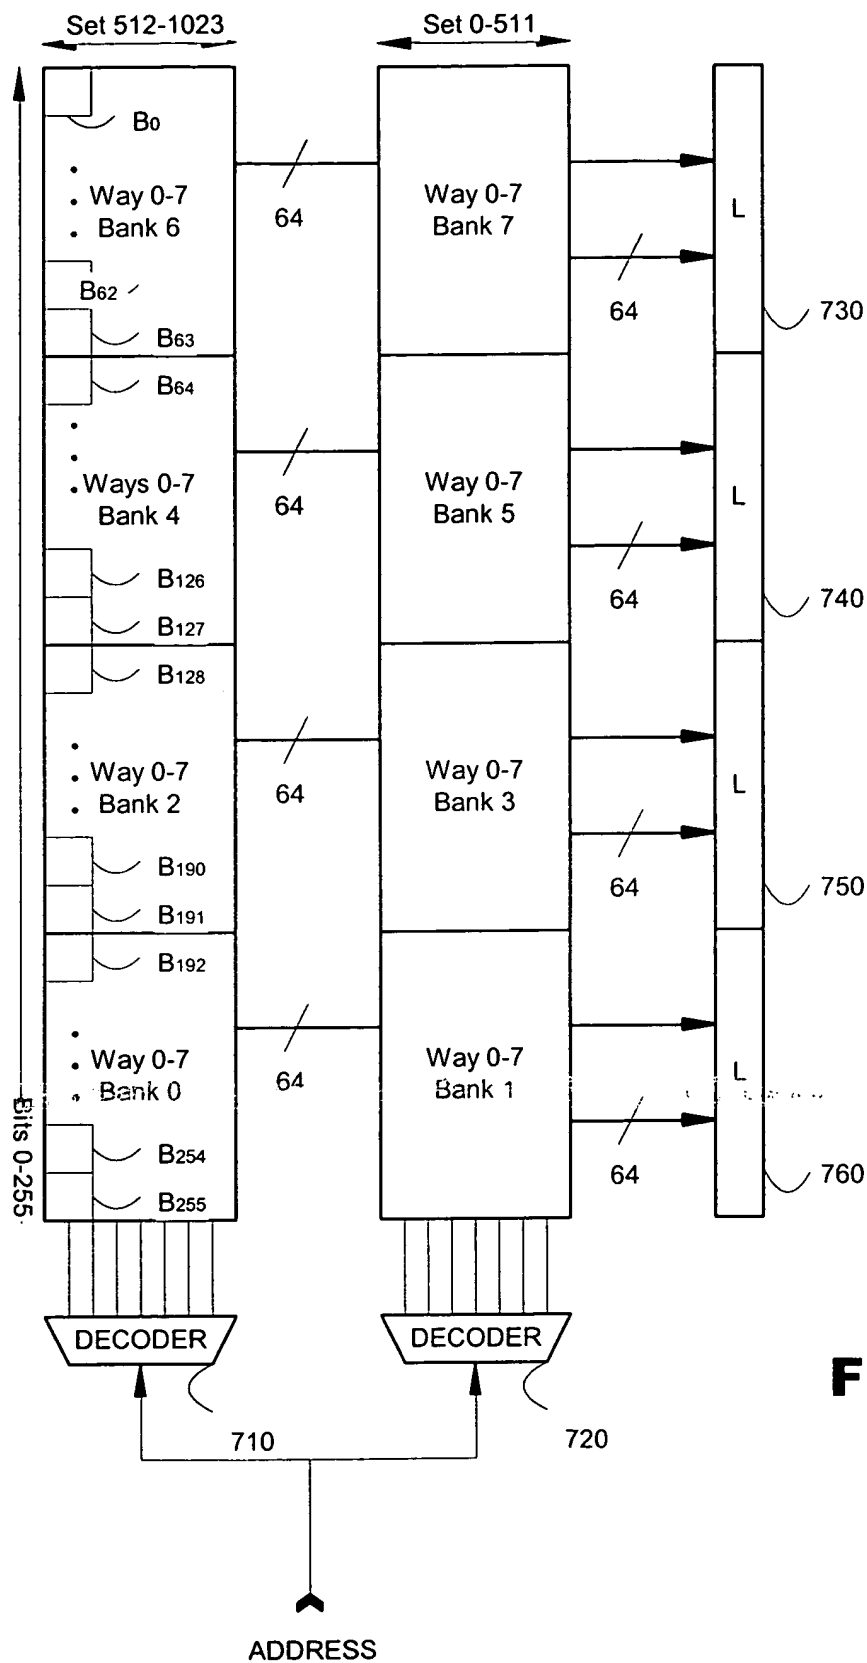 Set 512-1023
Set 0-511
B0
Way 0-7
Bank 6
64
Way 0-7
Bank 7
L
B62
64
730
B63
B64
Ways 0-7
Bank 4
64
Way 0-7
Bank 5
L
B126
64
740
B127
B128
Way 0-7
Bank 2
64
Way 0-7
Bank 3
L
B190
64
750
B191
B192
Way 0-7
Bank 0
64
Way 0-7
Bank 1
L
Bits 0-255
B254
64
760
B255
DECODER
DECODER
F
710
720
ADDRESS